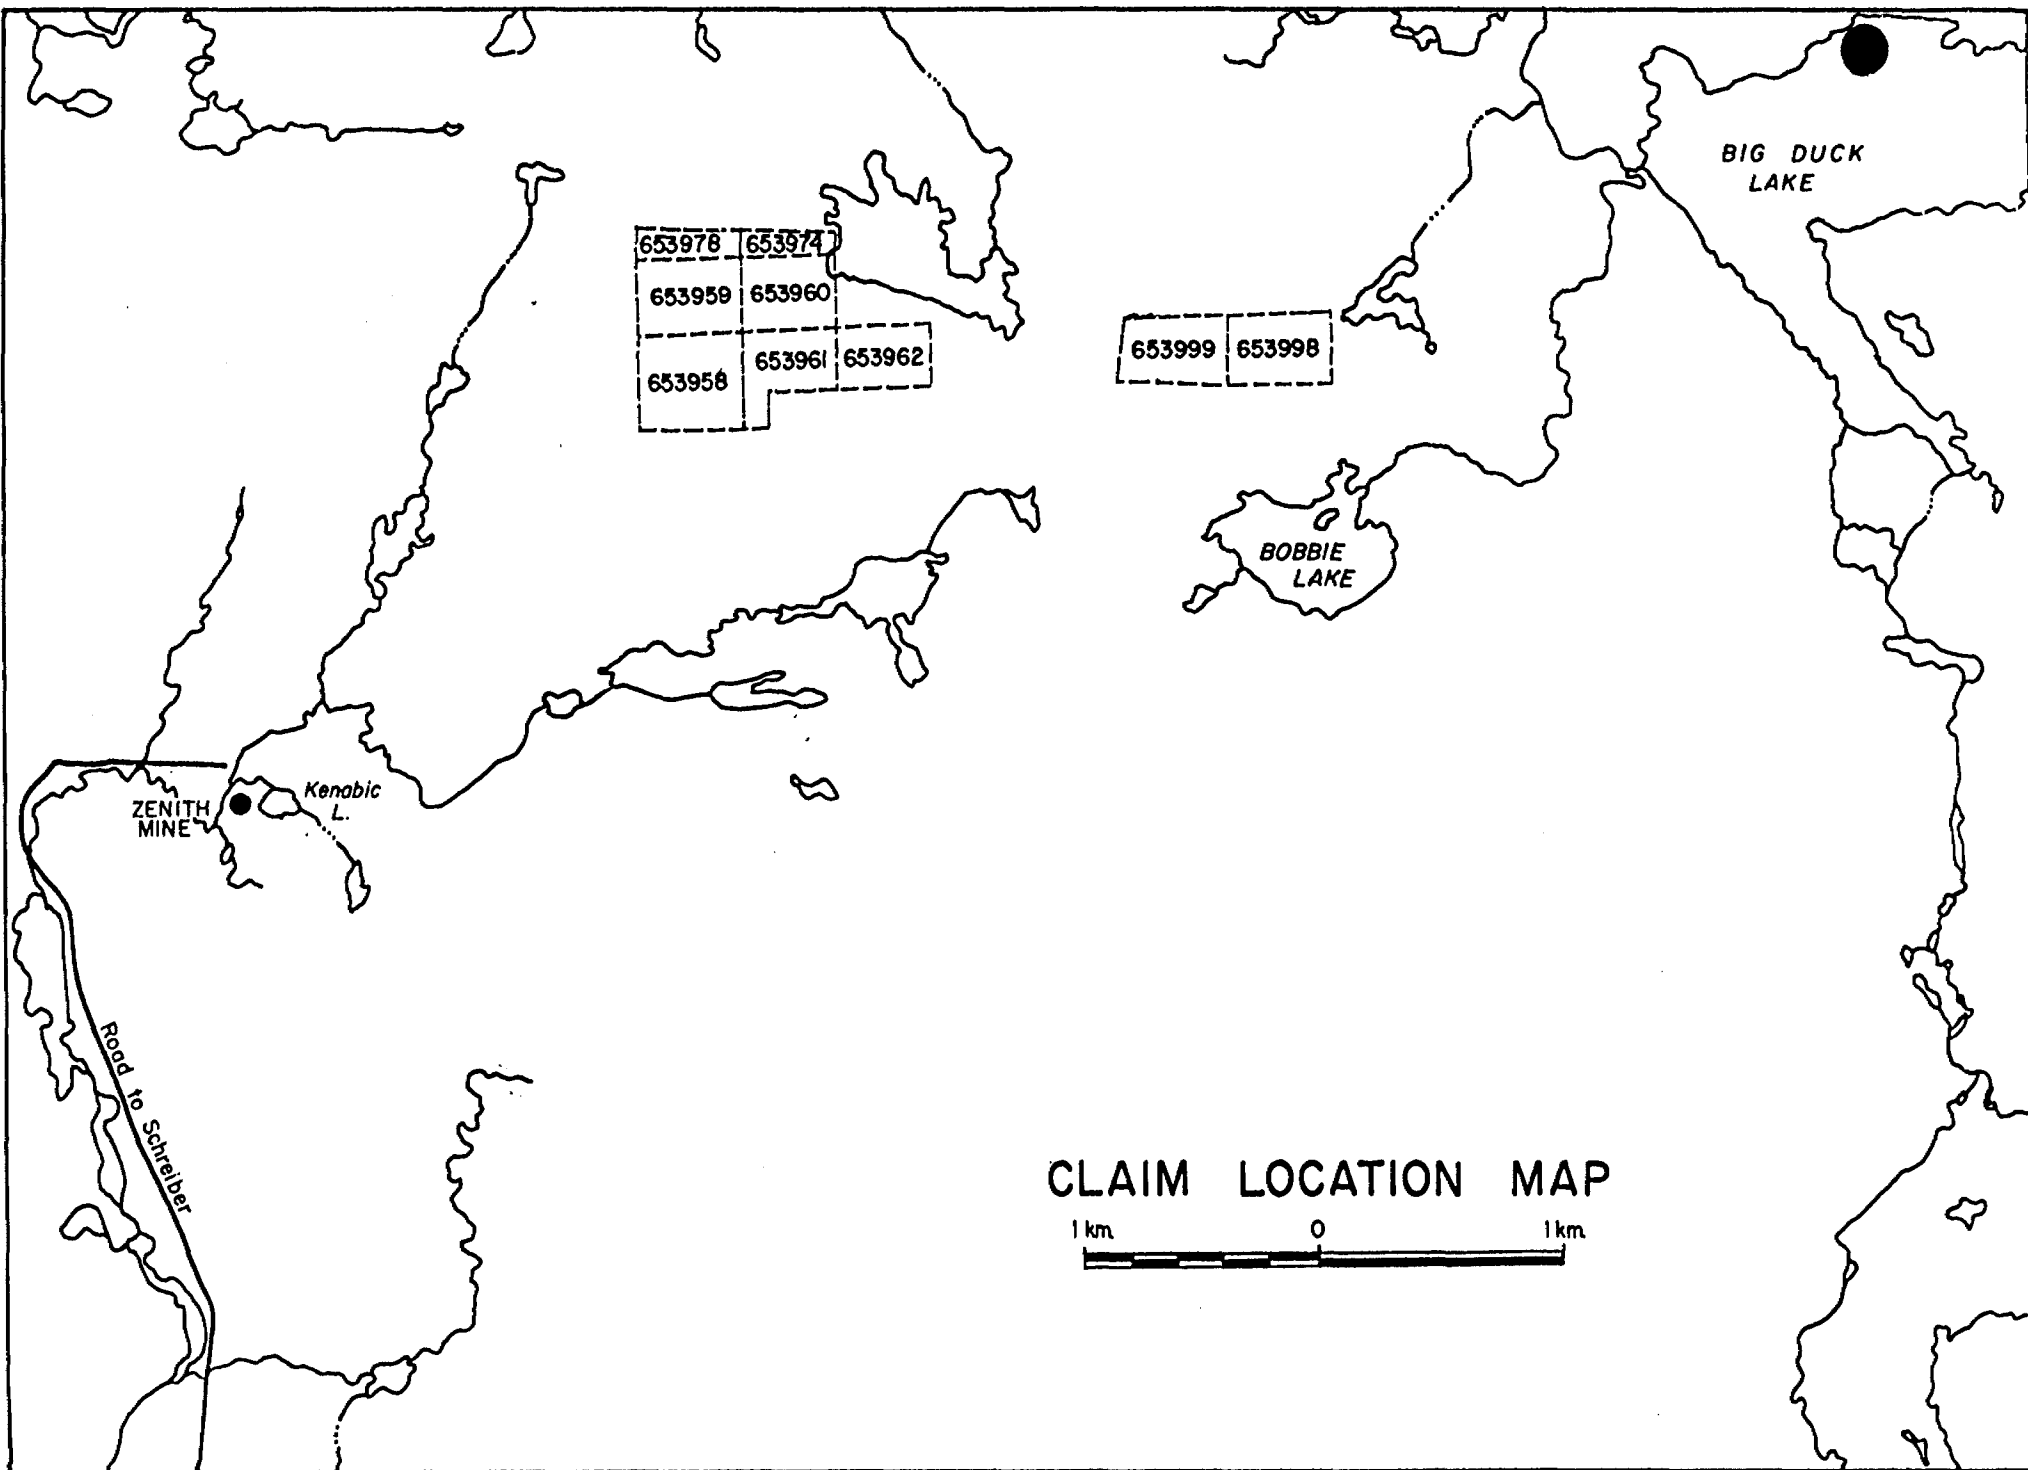 BIG DUCK
LAKE
653978 653974
653959 653960
653999 653998
653961 653962
653958
BOBBIE
LAKE
Kenabic
L.
ZENITH
MINE
Road to Schreiber
CLAIM LOCATION MAP
1 km 0 1 km